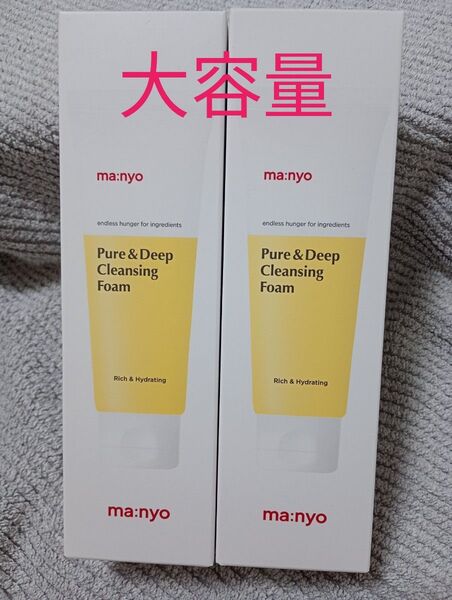 大容量
ma:nyo
endless hunger for ingredients
Pure & Deep
Cleansing
Foam
Rich & Hydrating
ma:nyo
ma:nyo
endless hunger for ingredients
Pure & Deep
Cleansing
Foam
Rich & Hydrating
ma:nyo